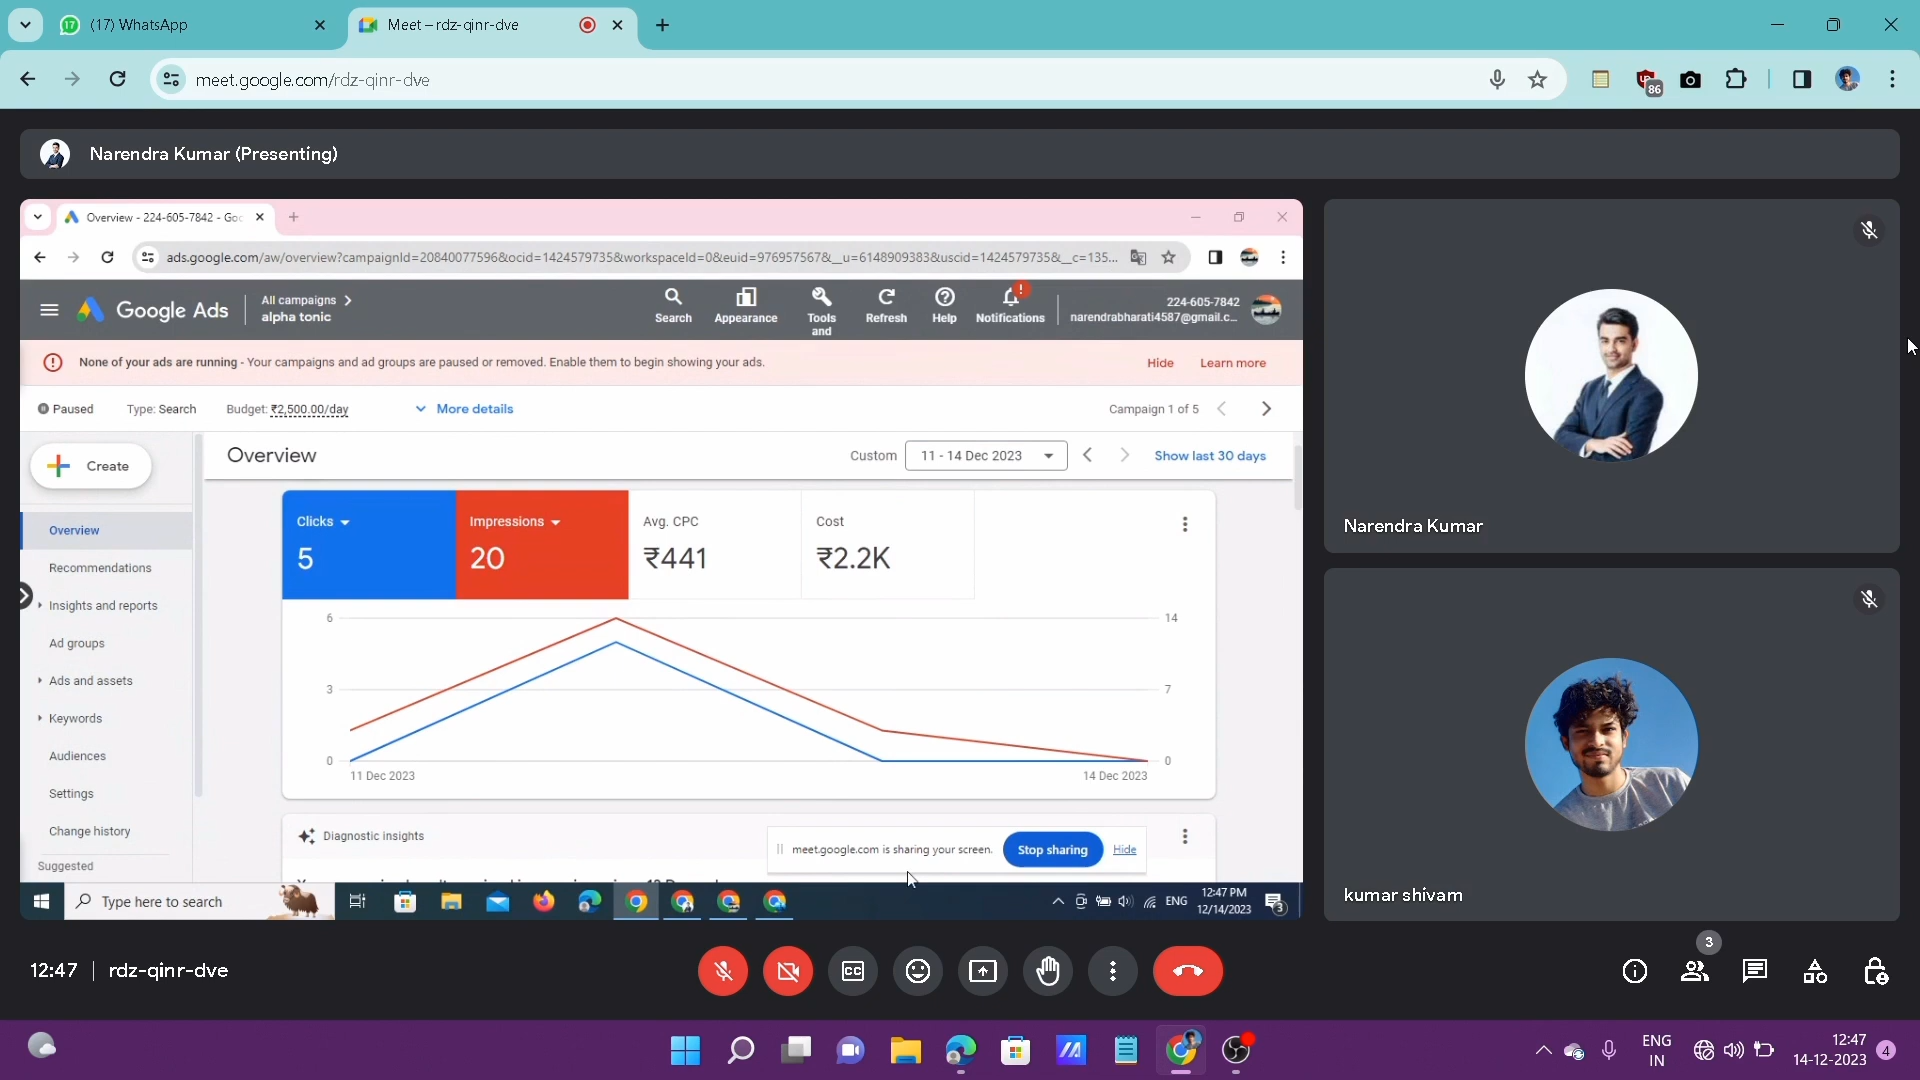 (17) WhatsApp
Meet – rdz-qinr-dve
meet.google.com/rdz-qinr-dve
86
Narendra Kumar (Presenting)
Overview - 224-605-7842 - Goo
ads.google.com/aw/overview?campaignId=20840077596&ocid=1424579735&workspaceId=0&euid=976957567&__u=6148909383&uscid=1424579735&__c=135...
Google Ads
All campaigns
alpha tonic
Search
Appearance
Tools and
Refresh
Help
Notifications
224-605-7842
narendrabharati4587@gmail.c...
None of your ads are running - Your campaigns and ad groups are paused or removed. Enable them to begin showing your ads.
Hide
Learn more
Paused
Type: Search
Budget: ₹2,500.00/day
More details
Campaign 1 of 5
Create
Overview
Custom
11 - 14 Dec 2023
Show last 30 days
Overview
Recommendations
Insights and reports
Ad groups
Ads and assets
Keywords
Audiences
Settings
Change history
Suggested
Clicks
5
Impressions
20
Avg. CPC
₹441
Cost
₹2.2K
6
14
3
7
0
0
11 Dec 2023
14 Dec 2023
Diagnostic insights
meet.google.com is sharing your screen.
Stop sharing
Hide
Type here to search
ENG
12:47 PM
12/14/2023
3
Narendra Kumar
kumar shivam
12:47 | rdz-qinr-dve
3
ENG
IN
12:47
14-12-2023
4